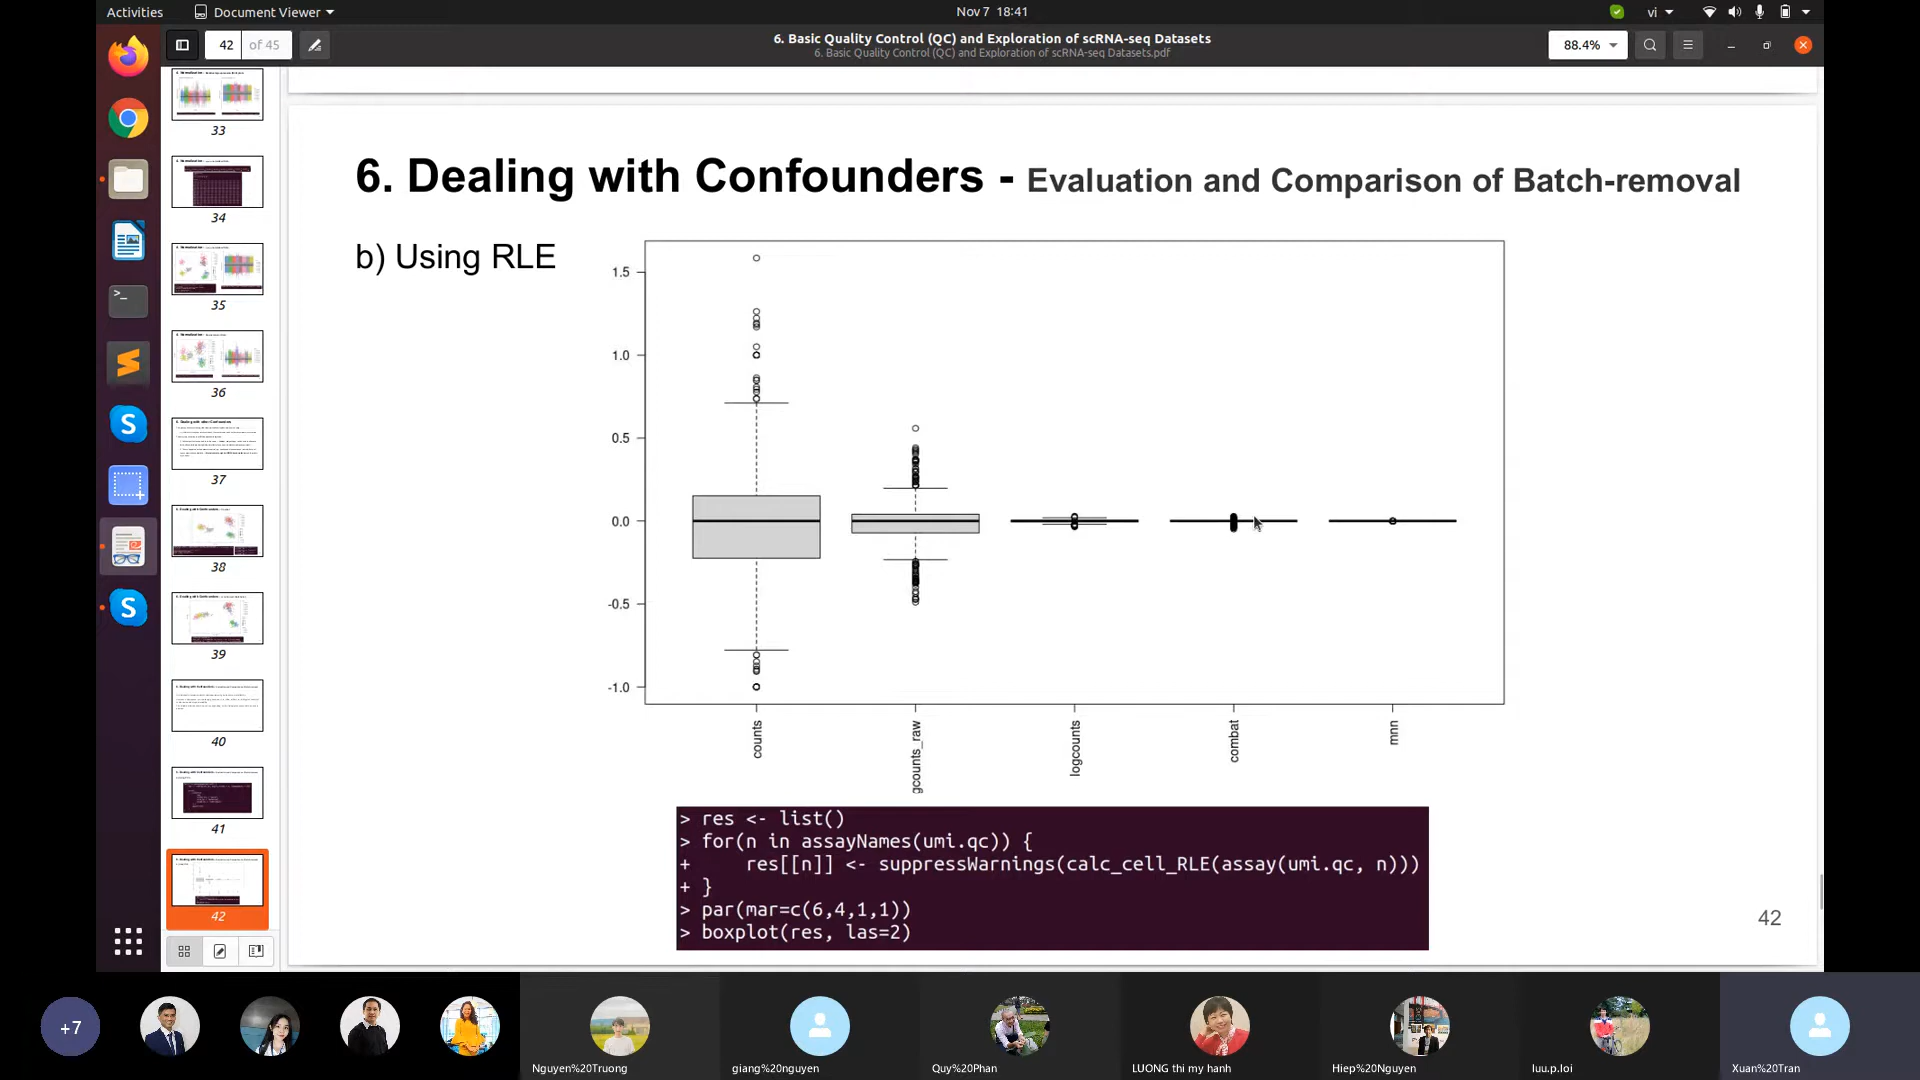 Activities
Document Viewer
Nov 7 18:41
vi
42 of 45
6. Basic Quality Control (QC) and Exploration of scRNA-seq Datasets
6. Basic Quality Control (QC) and Exploration of scRNA-seq Datasets.pdf
88.4%
33
34
35
36
37
38
39
40
41
42
6. Dealing with Confounders - Evaluation and Comparison of Batch-removal
b) Using RLE
1.5
1.0
0.5
0.0
-0.5
-1.0
counts
gcounts_raw
logcounts
combat
mnn
> res <- list()
> for(n in assayNames(umi.qc)) {
+     res[[n]] <- suppressWarnings(calc_cell_RLE(assay(umi.qc, n)))
+ }
> par(mar=c(6,4,1,1))
> boxplot(res, las=2)
42
+7
Nguyen%20Truong
giang%20nguyen
Quy%20Phan
LUONG thi my hanh
Hiep%20Nguyen
luu.p.loi
Xuan%20Tran